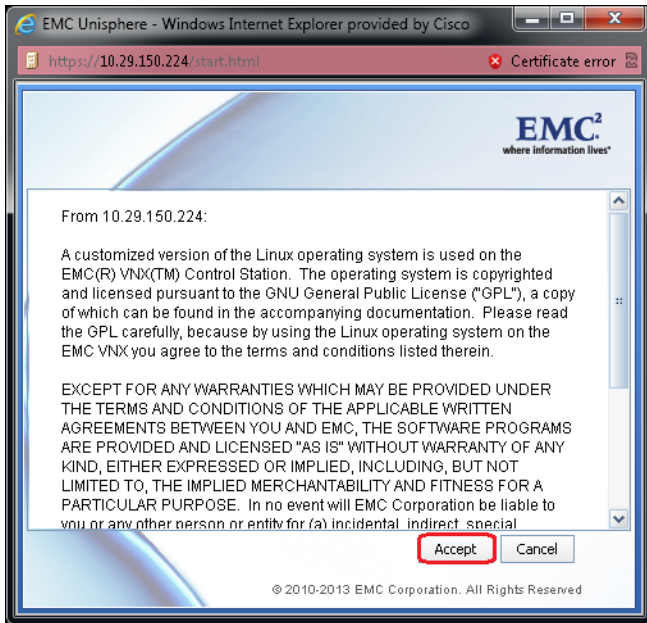 EMC Unisphere - Windows Internet Explorer provided by Cisco
https://10.29.150.224/start.html
Certificate error
EMC²
where information lives®
From 10.29.150.224:
A customized version of the Linux operating system is used on the
EMC(R) VNX(TM) Control Station. The operating system is copyrighted
and licensed pursuant to the GNU General Public License ("GPL"), a copy
of which can be found in the accompanying documentation. Please read
the GPL carefully, because by using the Linux operating system on the
EMC VNX you agree to the terms and conditions listed therein.
EXCEPT FOR ANY WARRANTIES WHICH MAY BE PROVIDED UNDER
THE TERMS AND CONDITIONS OF THE APPLICABLE WRITTEN
AGREEMENTS BETWEEN YOU AND EMC, THE SOFTWARE PROGRAMS
ARE PROVIDED AND LICENSED "AS IS" WITHOUT WARRANTY OF ANY
KIND, EITHER EXPRESSED OR IMPLIED, INCLUDING, BUT NOT
LIMITED TO, THE IMPLIED MERCHANTABILITY AND FITNESS FOR A
PARTICULAR PURPOSE. In no event will EMC Corporation be liable to
you or any other person or entity for (a) incidental, indirect, special
Accept
Cancel
© 2010-2013 EMC Corporation. All Rights Reserved